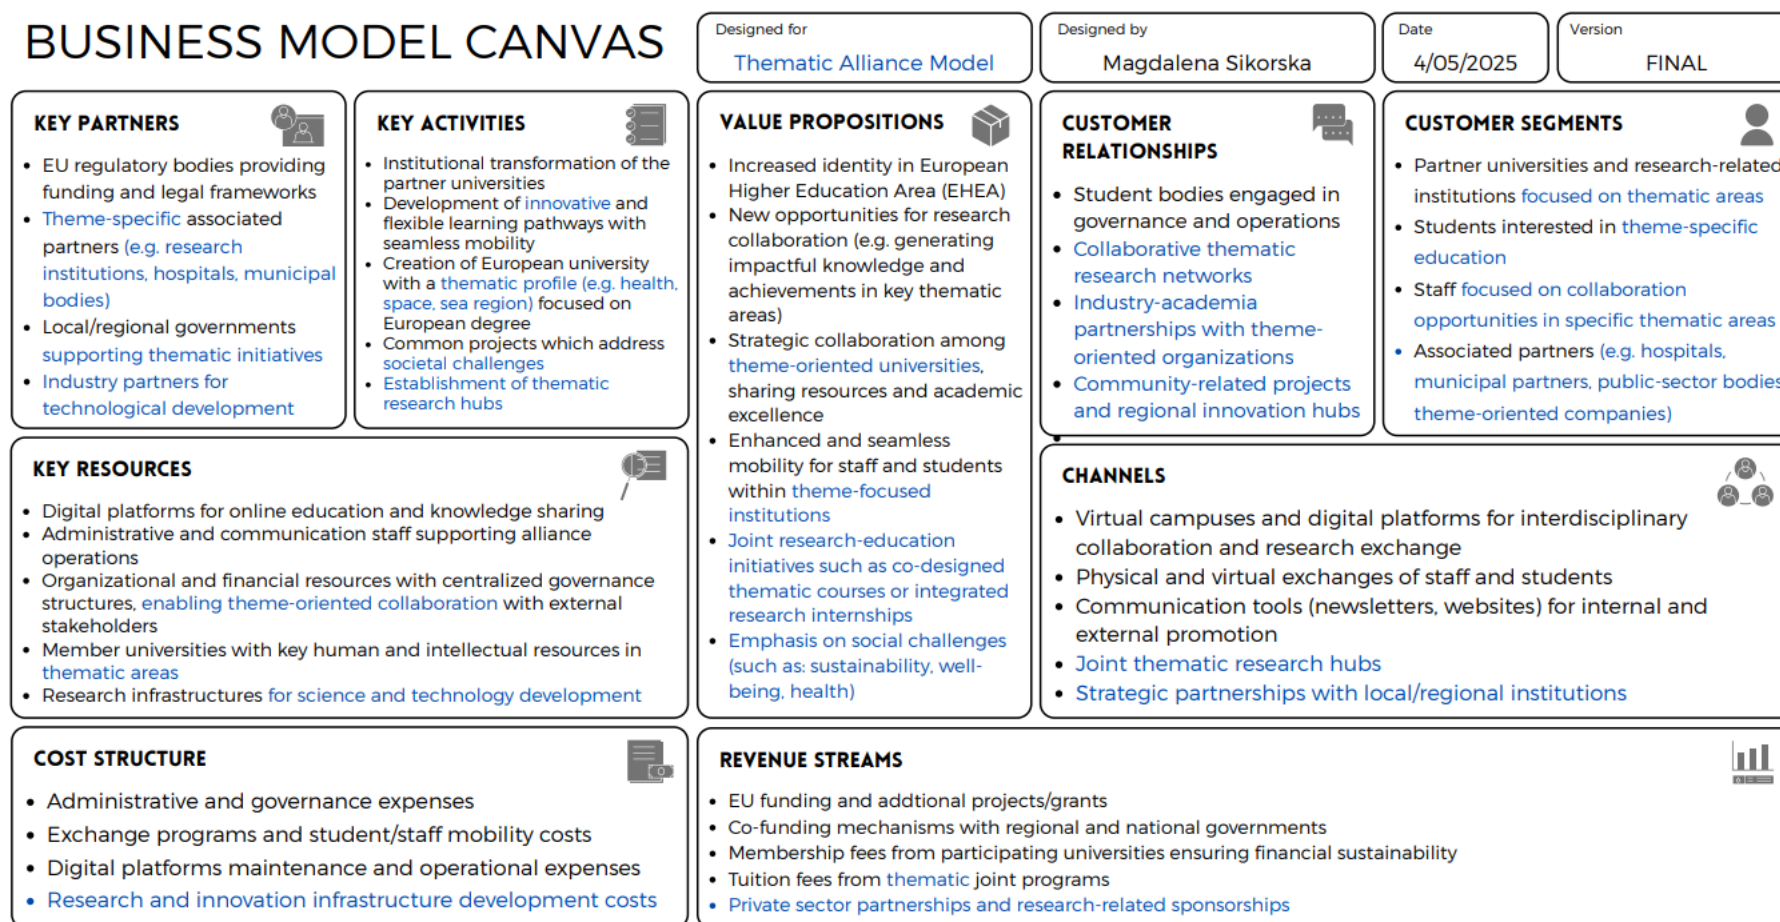 BUSINESS MODEL CANVAS
Designed for
Thematic Alliance Model
Designed by
Magdalena Sikorska
Date
4/05/2025
Version
FINAL
KEY PARTNERS
• EU regulatory bodies providing
funding and legal frameworks
• Theme-specific associated
partners (e.g. research
institutions, hospitals, municipal
bodies)
• Local/regional governments
supporting thematic initiatives
• Industry partners for
technological development
KEY ACTIVITIES
• Institutional transformation of the
partner universities
• Development of innovative and
flexible learning pathways with
seamless mobility
• Creation of European university
with a thematic profile (e.g. health,
space, sea region) focused on
European degree
• Common projects which address
societal challenges
• Establishment of thematic
research hubs
VALUE PROPOSITIONS
• Increased identity in European
Higher Education Area (EHEA)
• New opportunities for research
collaboration (e.g. generating
impactful knowledge and
achievements in key thematic
areas)
• Strategic collaboration among
theme-oriented universities,
sharing resources and academic
excellence
• Enhanced and seamless
mobility for staff and students
within theme-focused
institutions
• Joint research-education
initiatives such as co-designed
thematic courses or integrated
research internships
• Emphasis on social challenges
(such as: sustainability, well-
being, health)
CUSTOMER
RELATIONSHIPS
• Student bodies engaged in
governance and operations
• Collaborative thematic
research networks
• Industry-academia
partnerships with theme-
oriented organizations
• Community-related projects
and regional innovation hubs
CUSTOMER SEGMENTS
• Partner universities and research-related
institutions focused on thematic areas
• Students interested in theme-specific
education
• Staff focused on collaboration
opportunities in specific thematic areas
• Associated partners (e.g. hospitals,
municipal partners, public-sector bodies
theme-oriented companies)
KEY RESOURCES
• Digital platforms for online education and knowledge sharing
• Administrative and communication staff supporting alliance
operations
• Organizational and financial resources with centralized governance
structures, enabling theme-oriented collaboration with external
stakeholders
• Member universities with key human and intellectual resources in
thematic areas
• Research infrastructures for science and technology development
CHANNELS
• Virtual campuses and digital platforms for interdisciplinary
collaboration and research exchange
• Physical and virtual exchanges of staff and students
• Communication tools (newsletters, websites) for internal and
external promotion
• Joint thematic research hubs
• Strategic partnerships with local/regional institutions
COST STRUCTURE
• Administrative and governance expenses
• Exchange programs and student/staff mobility costs
• Digital platforms maintenance and operational expenses
• Research and innovation infrastructure development costs
REVENUE STREAMS
• EU funding and addtional projects/grants
• Co-funding mechanisms with regional and national governments
• Membership fees from participating universities ensuring financial sustainability
• Tuition fees from thematic joint programs
• Private sector partnerships and research-related sponsorships